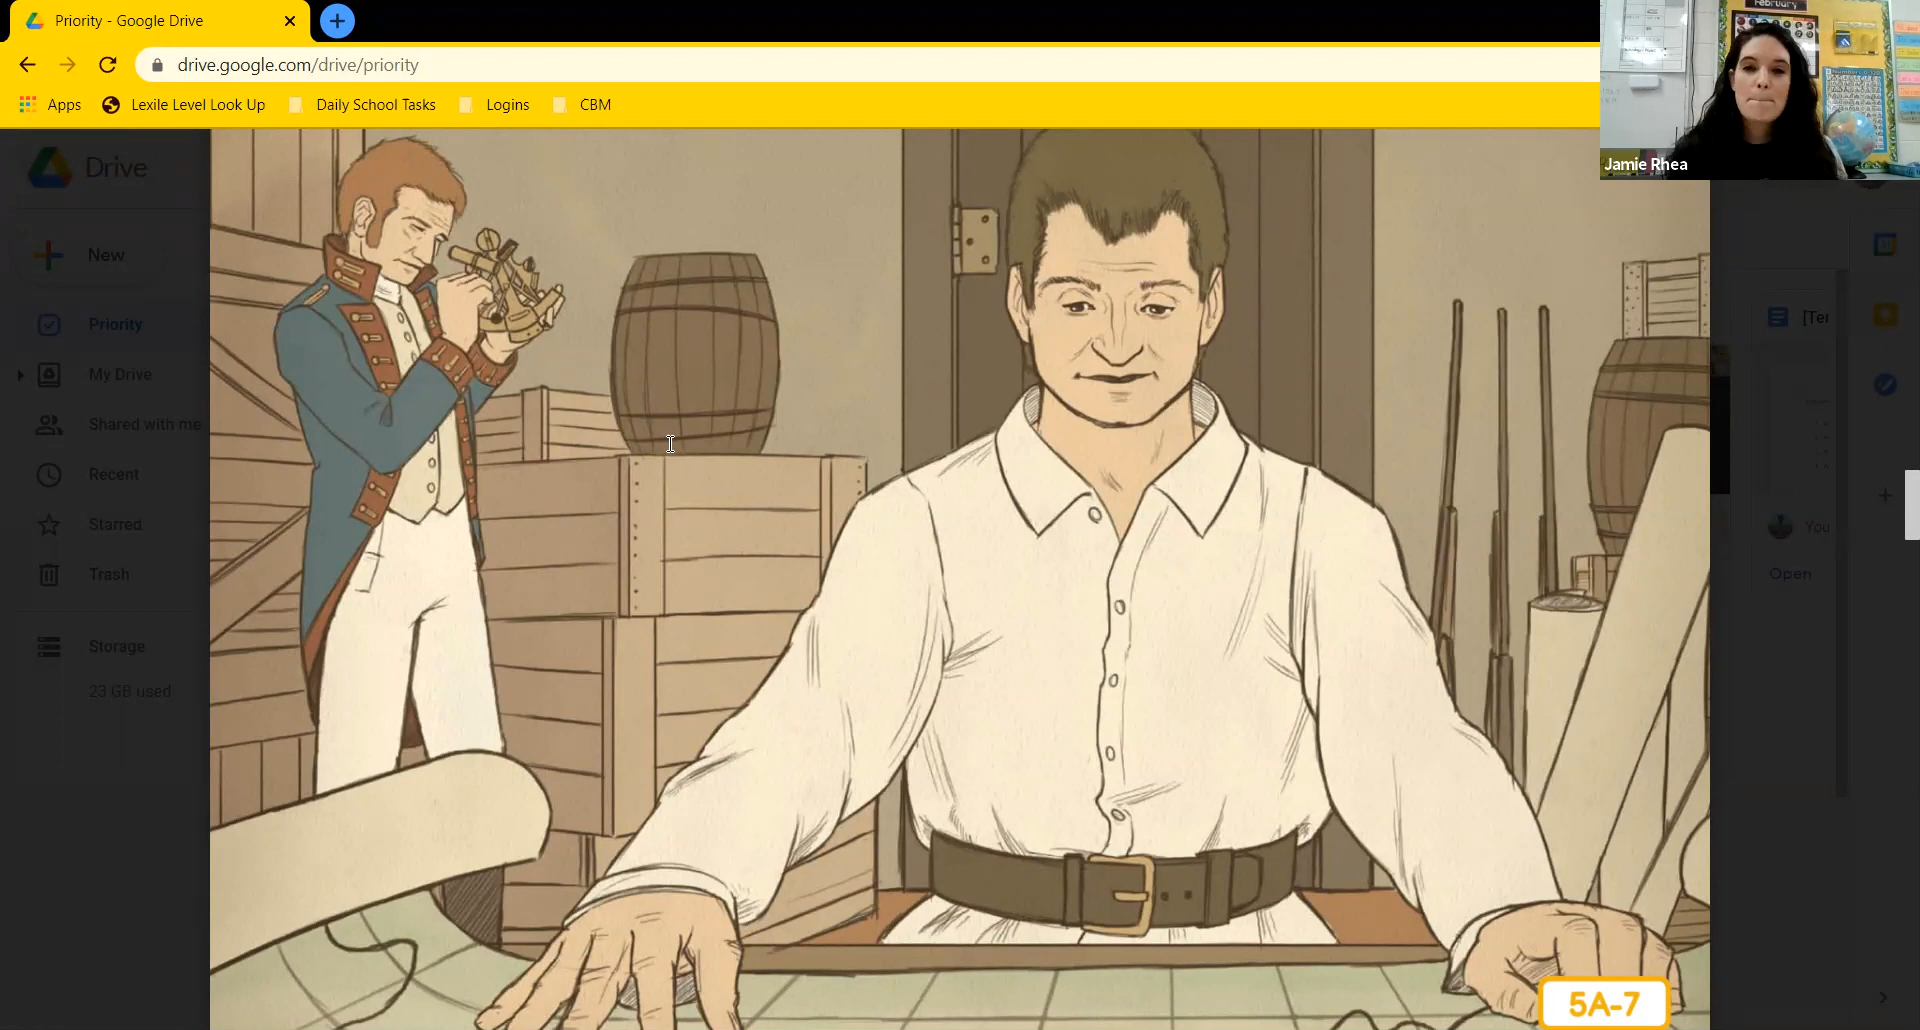 Priority - Google Drive
drive.google.com/drive/priority
Apps
Lexile Level Look Up
Daily School Tasks
Logins
CBM
February
Jamie Rhea
Drive
New
Priority
My Drive
Shared with me
Recent
Starred
Trash
Storage
23 GB used
[Ter
You
Open
5A-7